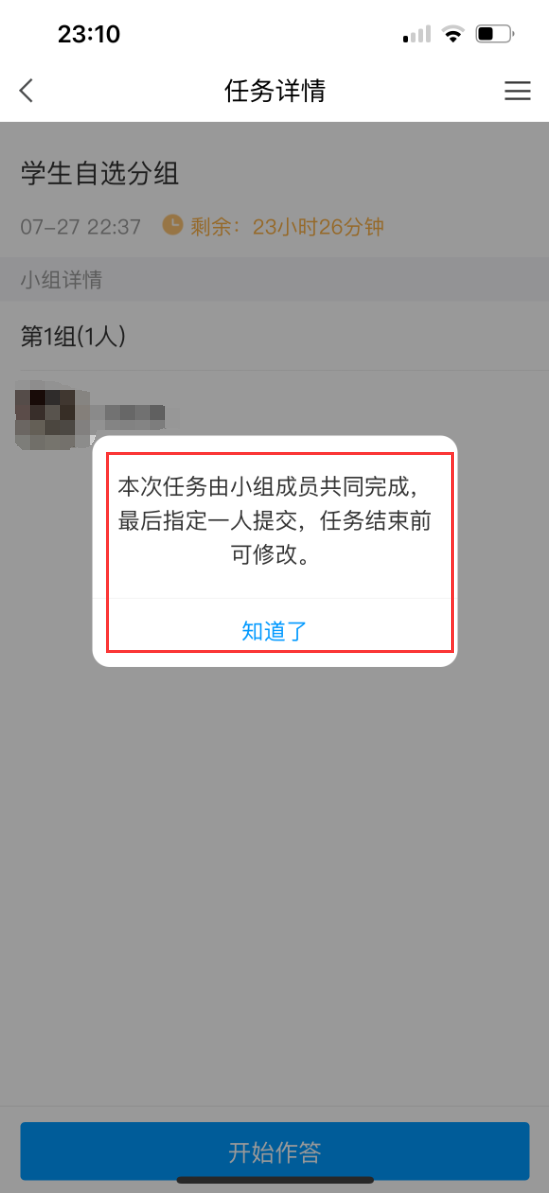 23:10
任务详情
学生自选分组
07-27 22:37 剩余：23小时26分钟
小组详情
第1组(1人)
本次任务由小组成员共同完成，
最后指定一人提交，任务结束前
可修改。
知道了
开始作答